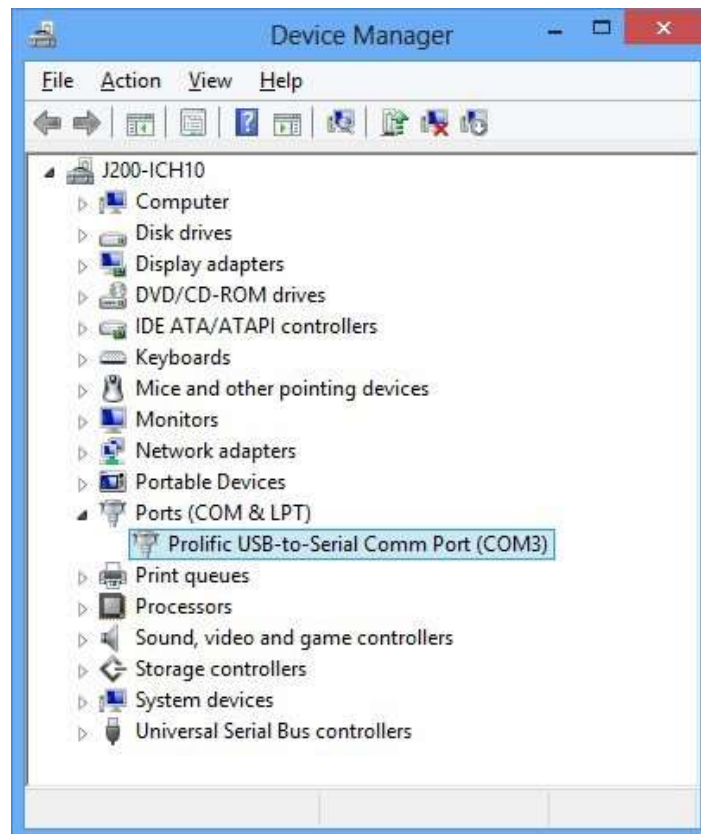 Device Manager
File Action View Help
J200-ICH10
Computer
Disk drives
Display adapters
DVD/CD-ROM drives
IDE ATA/ATAPI controllers
Keyboards
Mice and other pointing devices
Monitors
Network adapters
Portable Devices
Ports (COM & LPT)
Prolific USB-to-Serial Comm Port (COM3)
Print queues
Processors
Sound, video and game controllers
Storage controllers
System devices
Universal Serial Bus controllers